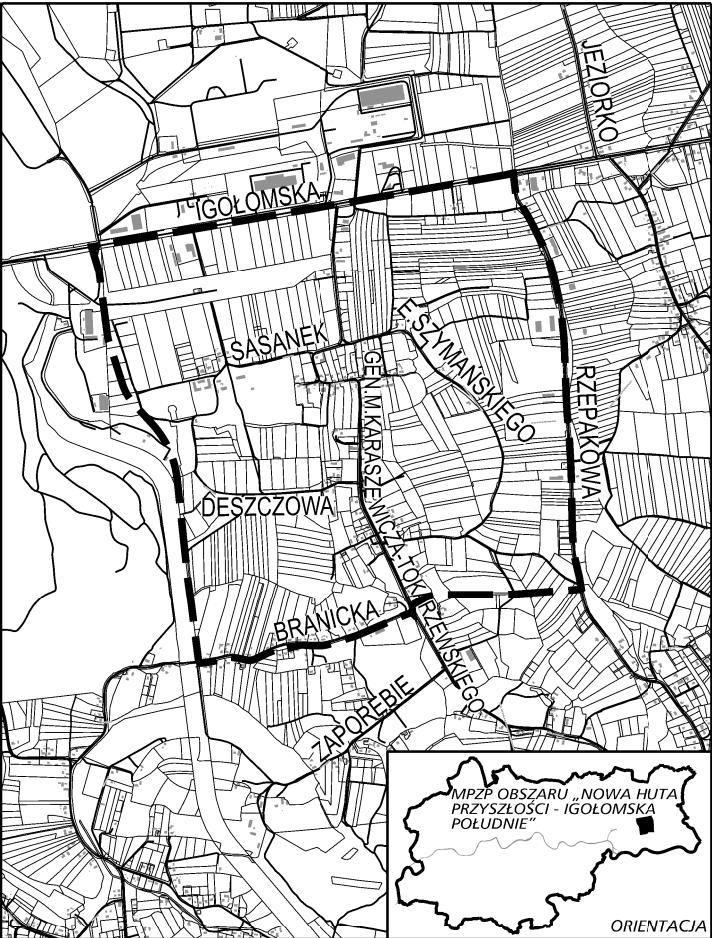 JEZIORKO
IGOŁOMSKA
SASANEK
F. SZYMAŃSKIEGO
GEN. M. KARASZEWICZA-TOKARZEWSKIEGO
RZEPAKOWA
DESZCZOWA
BRANICKA
ZAPORĘBIE
MPZP OBSZARU „NOWA HUTA
PRZYSZŁOŚCI - IGOŁOMSKA
POŁUDNIE”
ORIENTACJA